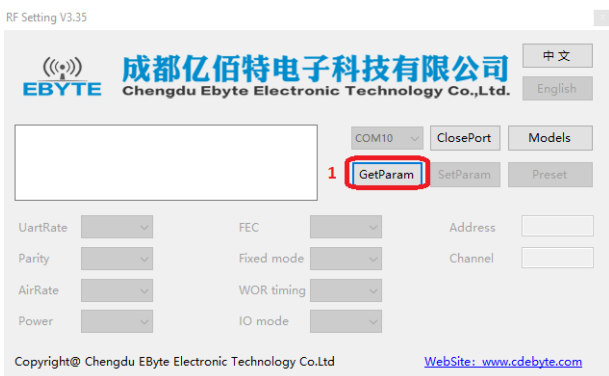 RF Setting V3.35
EBYTE
成都亿佰特电子科技有限公司
Chengdu Ebyte Electronic Technology Co.,Ltd.
中文
English
COM10 ClosePort Models
1 GetParam SetParam Preset
UartRate FEC Address
Parity Fixed mode Channel
AirRate WOR timing
Power IO mode
Copyright@ Chengdu EByte Electronic Technology Co.Ltd WebSite: www.cdebyte.com